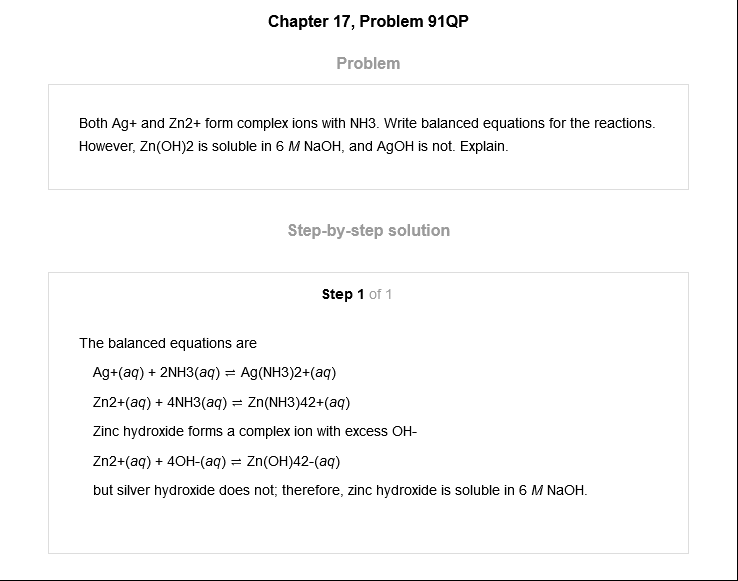 Chapter 17, Problem 91QP
Problem
Both Ag+ and Zn2+ form complex ions with NH3. Write balanced equations for the reactions.
However, Zn(OH)2 is soluble in 6 M NaOH, and AgOH is not. Explain.
Step-by-step solution
Step 1 of 1
The balanced equations are
Ag+(aq) + 2NH3(aq) ⇌ Ag(NH3)2+(aq)
Zn2+(aq) + 4NH3(aq) ⇌ Zn(NH3)42+(aq)
Zinc hydroxide forms a complex ion with excess OH-
Zn2+(aq) + 4OH-(aq) ⇌ Zn(OH)42-(aq)
but silver hydroxide does not; therefore, zinc hydroxide is soluble in 6 M NaOH.